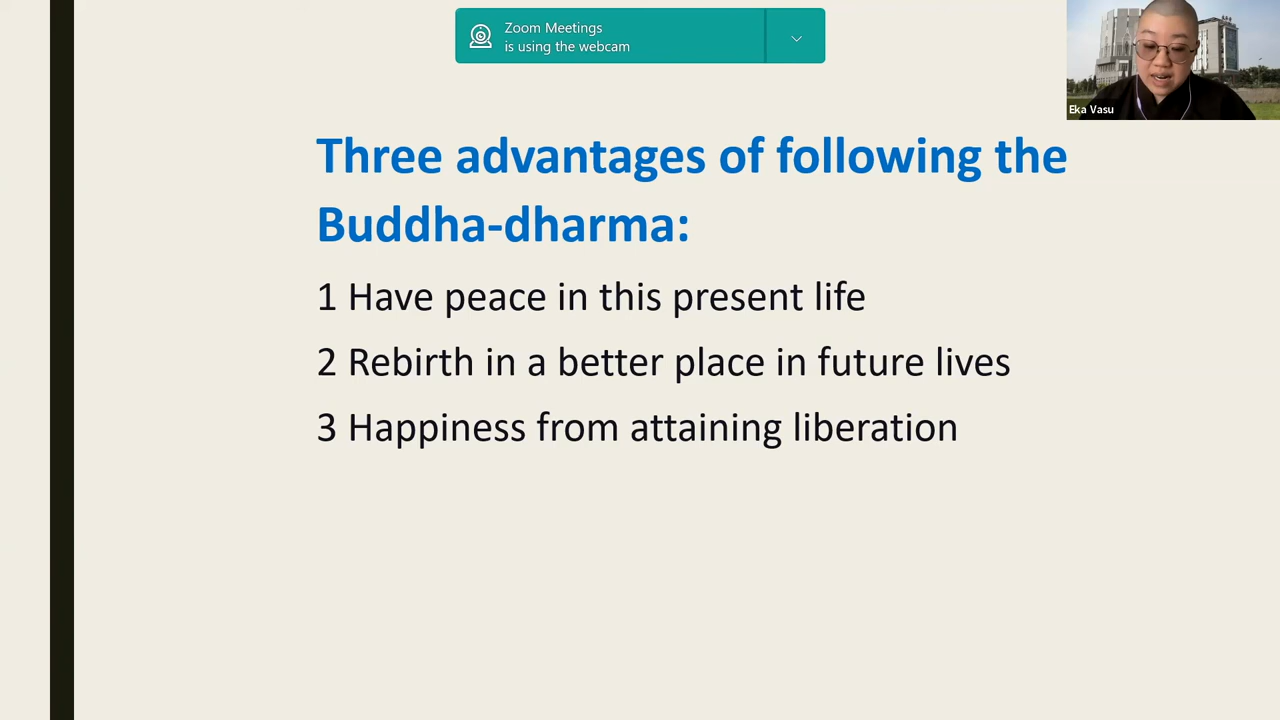 Zoom Meetings
is using the webcam
Eka Vasu
Three advantages of following the
Buddha-dharma:
1 Have peace in this present life
2 Rebirth in a better place in future lives
3 Happiness from attaining liberation